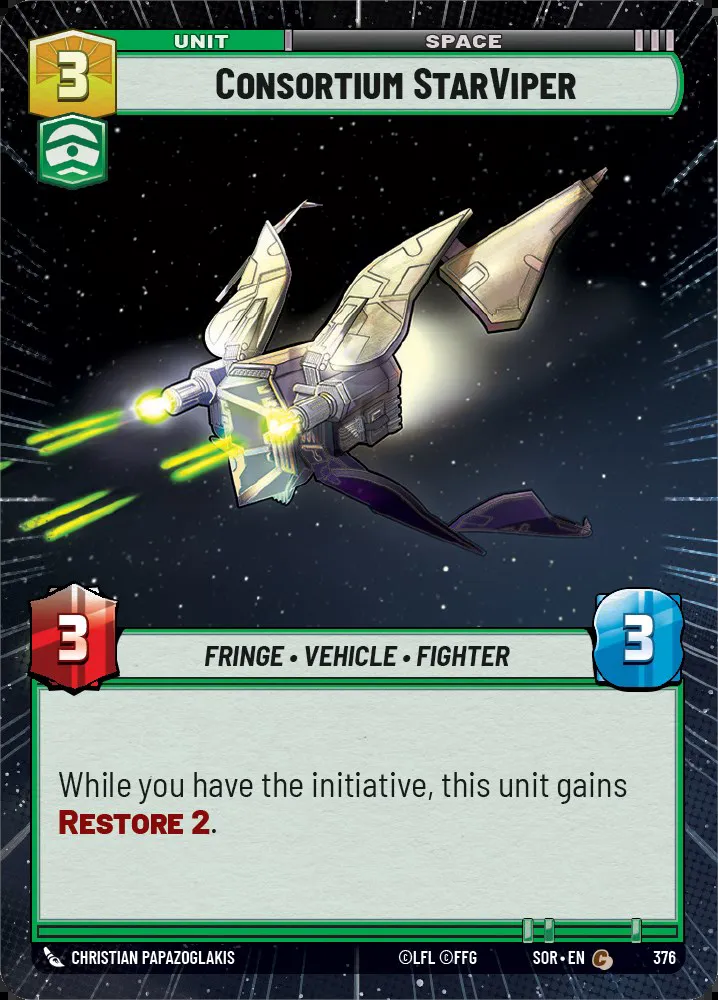 UNIT
SPACE
3
CONSORTIUM STARVIPER
3
FRINGE • VEHICLE • FIGHTER
3
While you have the initiative, this unit gains
RESTORE 2.
CHRISTIAN PAPAZOGLAKIS
©LFL ©FFG
SOR • EN
C
376